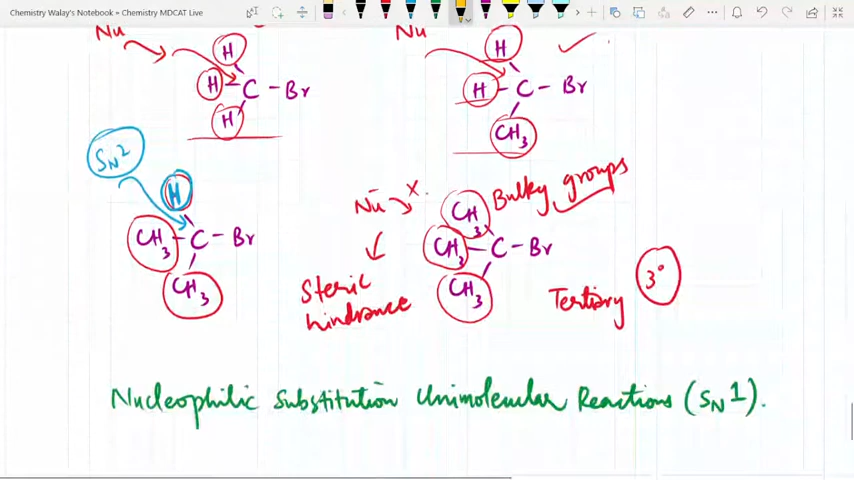 Chemistry Walay's Notebook » Chemistry MDCAT Live
Nu
H
H - C - Br
H
Nu
H
H - C - Br
CH3
SN2
H
CH3 - C - Br
CH3
Nu x
Steric
hindrance
Bulky groups
CH3
CH3 - C - Br
CH3
Tertiary 3°
Nucleophilic Substitution Unimolecular Reactions (SN1).